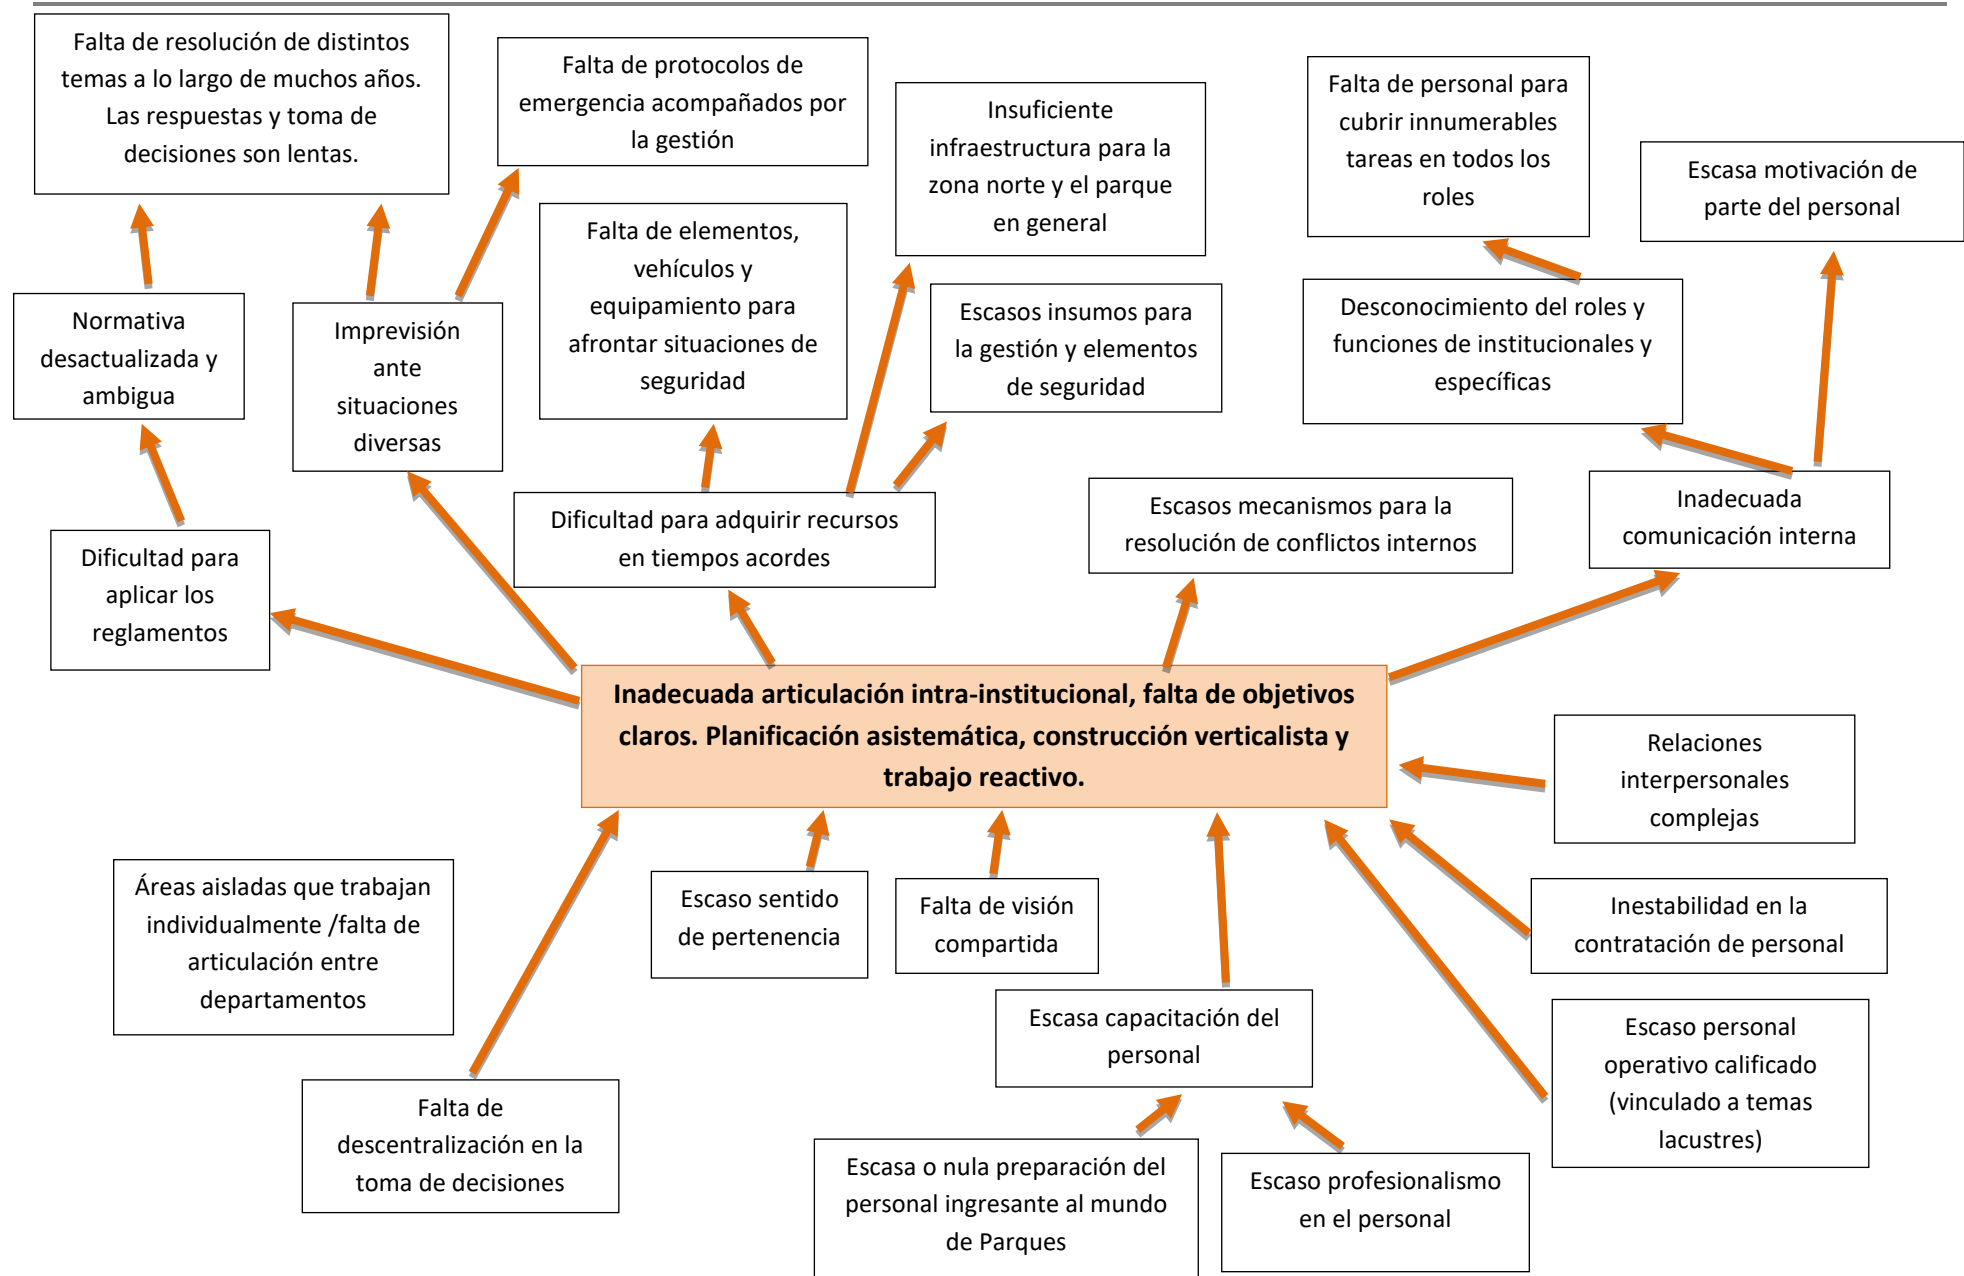 Falta de resolución de distintos
temas a lo largo de muchos años.
Las respuestas y toma de
decisiones son lentas.
Falta de protocolos de
emergencia acompañados por
la gestión
Insuficiente
infraestructura para la
zona norte y el parque
en general
Falta de personal para
cubrir innumerables
tareas en todos los
roles
Escasa motivación de
parte del personal
Falta de elementos,
vehículos y
equipamiento para
afrontar situaciones de
seguridad
Normativa
desactualizada y
ambigua
Imprevisión
ante
situaciones
diversas
Escasos insumos para
la gestión y elementos
de seguridad
Desconocimiento del roles y
funciones de institucionales y
específicas
Dificultad para adquirir recursos
en tiempos acordes
Escasos mecanismos para la
resolución de conflictos internos
Inadecuada
comunicación interna
Dificultad para
aplicar los
reglamentos
Inadecuada articulación intra-institucional, falta de objetivos
claros. Planificación asistemática, construcción verticalista y
trabajo reactivo.
Relaciones
interpersonales
complejas
Áreas aisladas que trabajan
individualmente /falta de
articulación entre
departamentos
Escaso sentido
de pertenencia
Falta de visión
compartida
Inestabilidad en la
contratación de personal
Escasa capacitación del
personal
Escaso personal
operativo calificado
(vinculado a temas
lacustres)
Falta de
descentralización en la
toma de decisiones
Escasa o nula preparación del
personal ingresante al mundo
de Parques
Escaso profesionalismo
en el personal